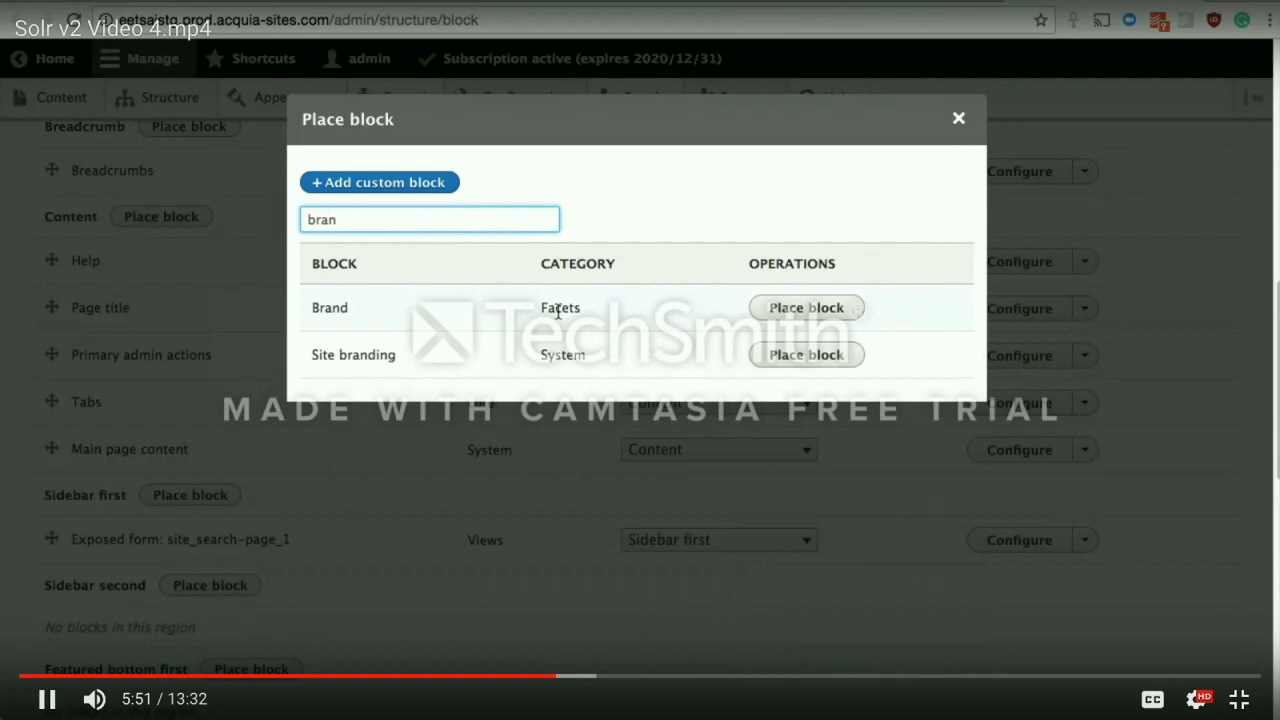 eetsaistg.prod.acquia-sites.com/admin/structure/block
Solr v2 Video 4.mp4
Home Manage Shortcuts admin Subscription active (expires 2020/12/31)
Content Structure
Place block
Breadcrumb Place block
Breadcrumbs Configure
+ Add custom block
Content Place block
bran
Help Configure
BLOCK CATEGORY OPERATIONS
Page title Brand Facets Place block Configure
TechSmith
Primary admin actions Site branding System Place block Configure
Tabs
MADE WITH CAMTASIA FREE TRIAL
Main page content System Content Configure
Sidebar first Place block
Exposed form: site_search-page_1 Views Sidebar first Configure
Sidebar second Place block
No blocks in this region
Featured bottom first Place block
5:51 / 13:32 CC HD